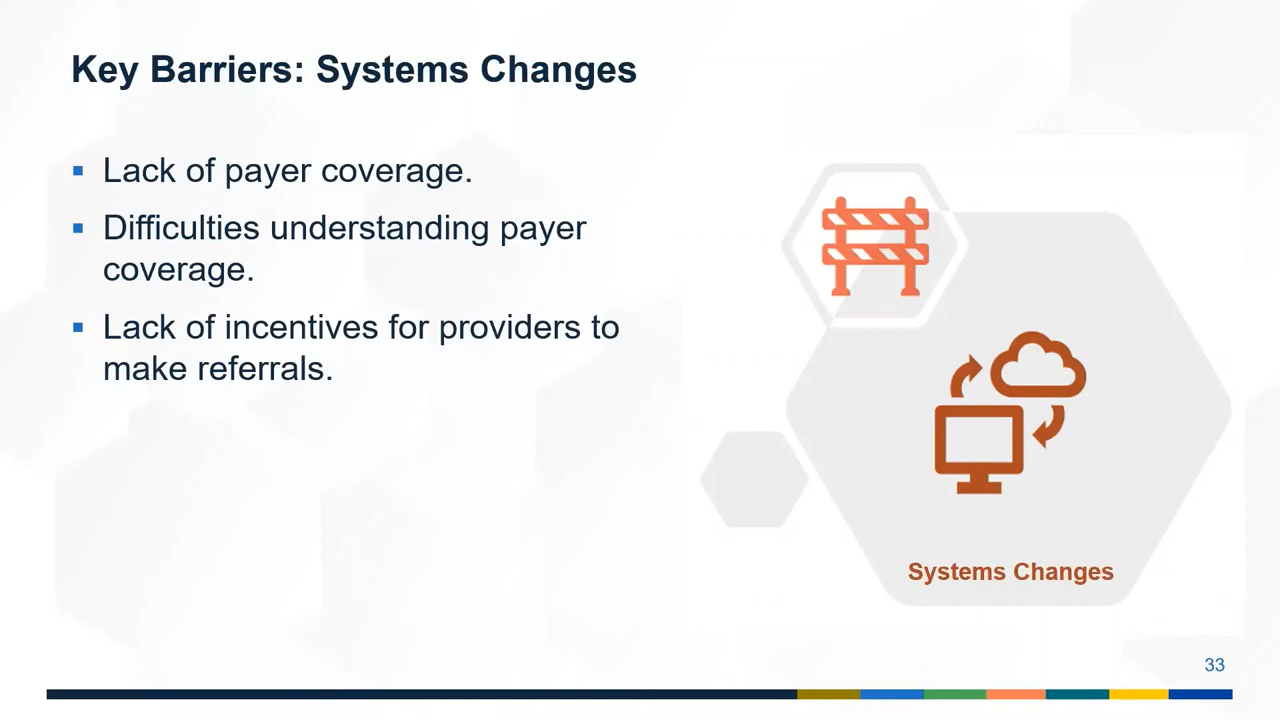 Key Barriers: Systems Changes
▪ Lack of payer coverage.
▪ Difficulties understanding payer
coverage.
▪ Lack of incentives for providers to
make referrals.
Systems Changes
33